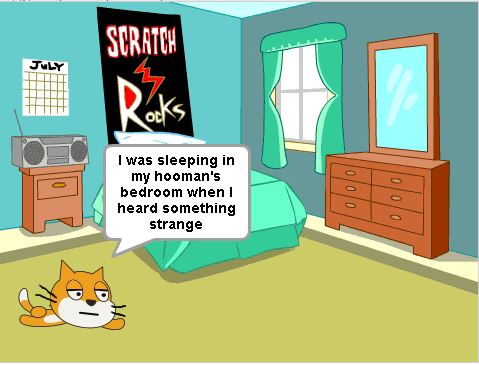 JULY
SCRATCH
ROCKS
I was sleeping in
my hooman's
bedroom when I
heard something
strange